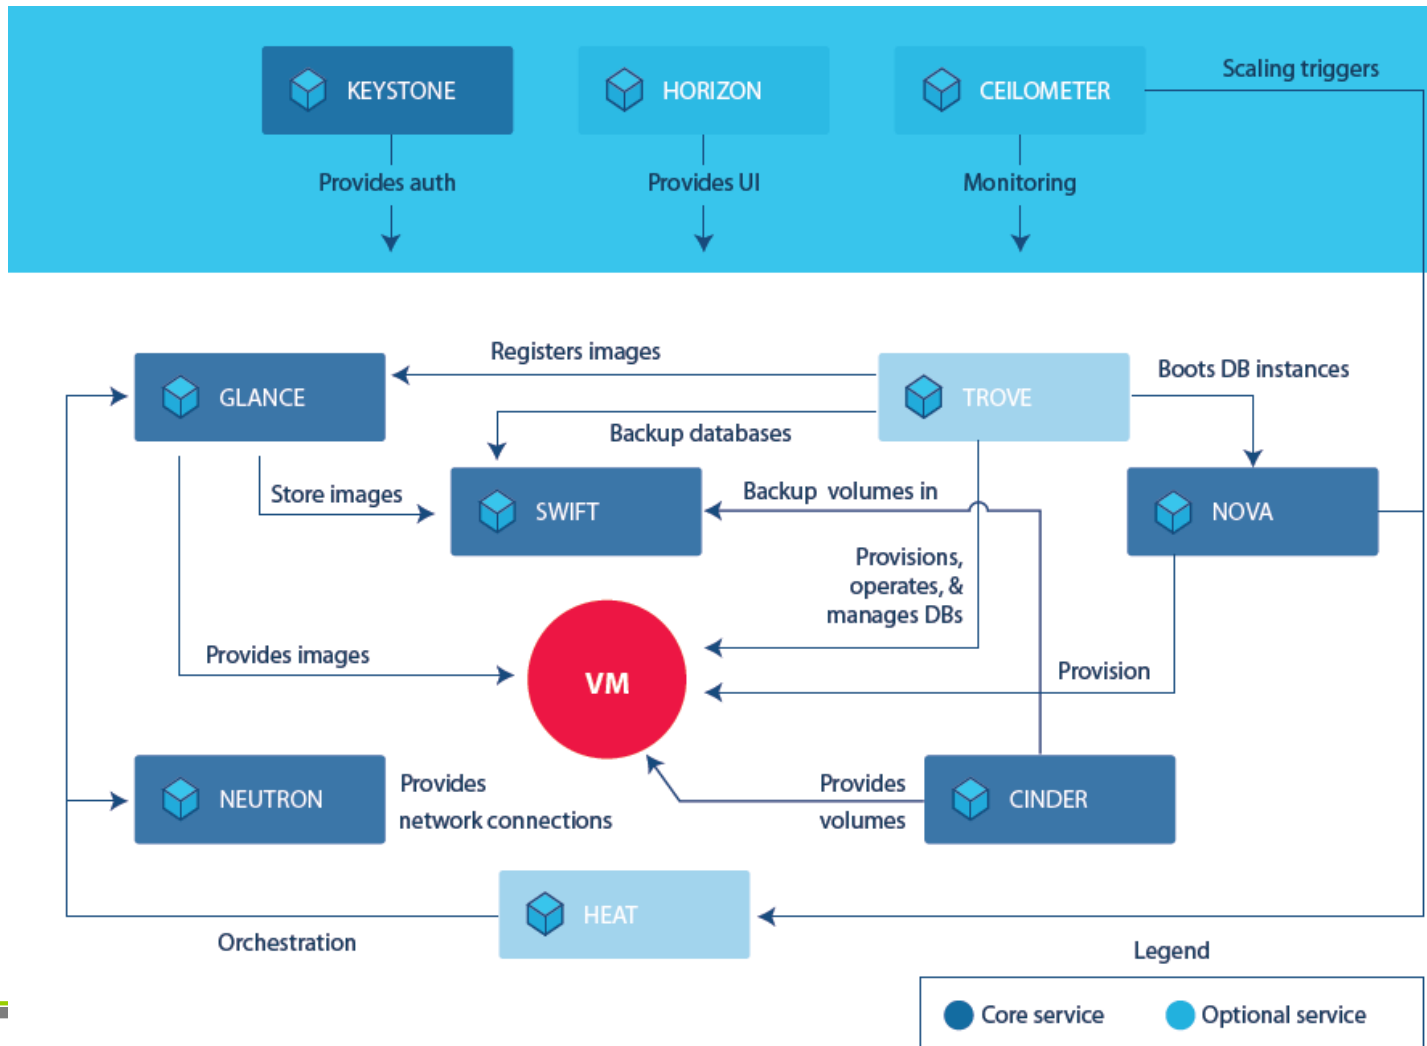 KEYSTONE
HORIZON
CEILOMETER
Scaling triggers
Provides auth
Provides UI
Monitoring
Registers images
GLANCE
TROVE
Boots DB instances
Backup databases
Store images
SWIFT
Backup volumes in
NOVA
Provisions,
operates, &
manages DBs
Provides images
VM
Provision
NEUTRON
Provides
network connections
Provides
volumes
CINDER
HEAT
Orchestration
Legend
Core service
Optional service